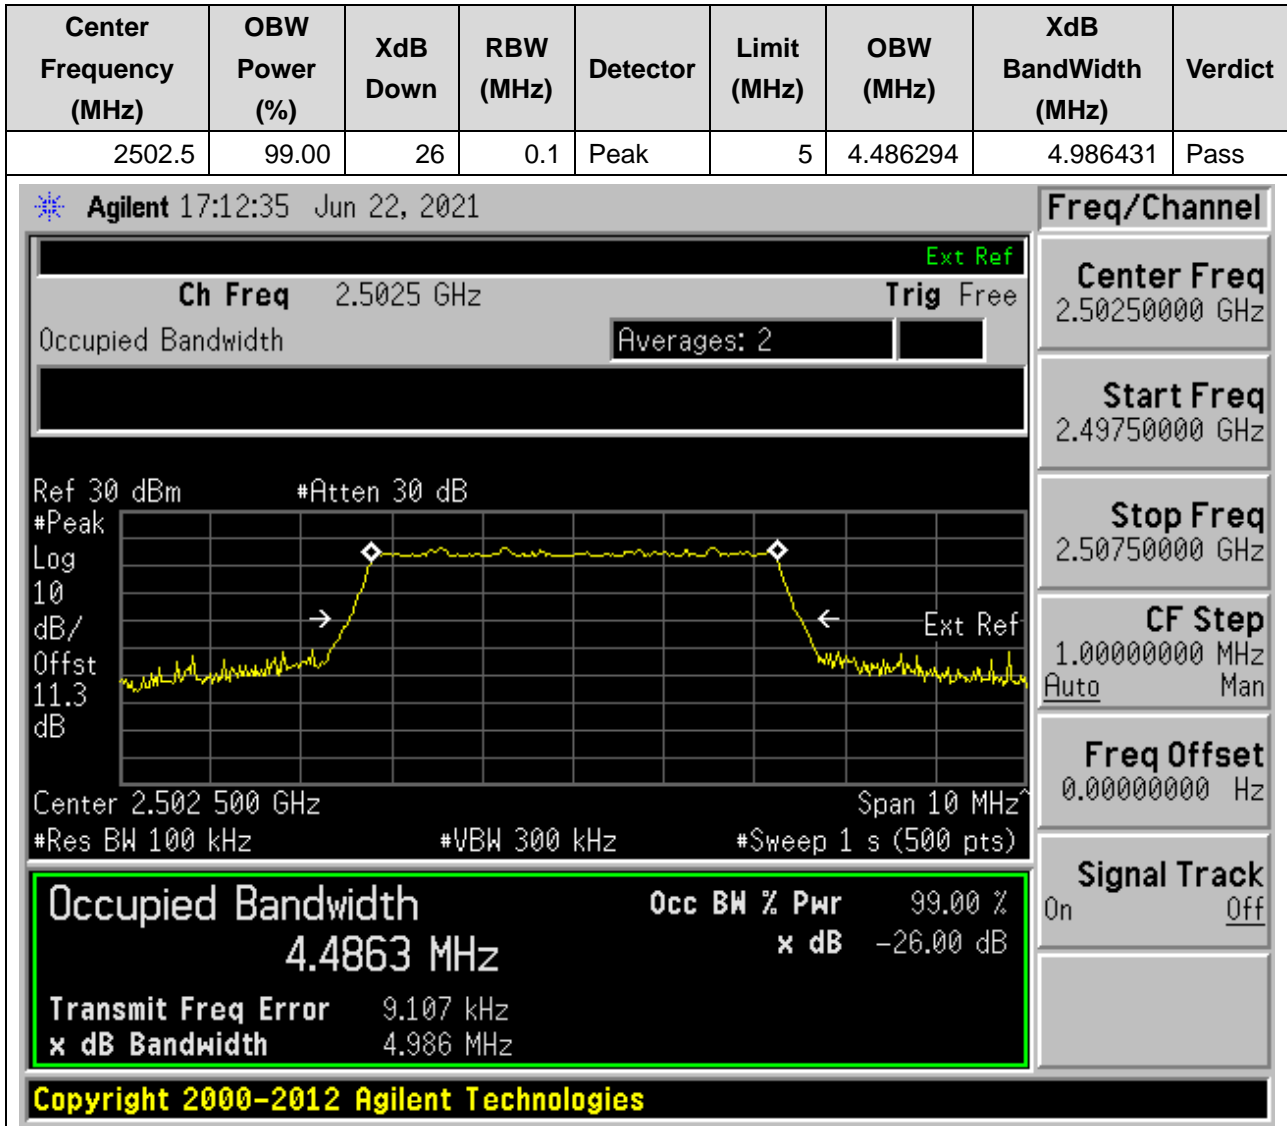 Center Frequency (MHz) OBW Power (%) XdB Down RBW (MHz) Detector Limit (MHz) OBW (MHz) XdB BandWidth (MHz) Verdict
2502.5 99.00 26 0.1 Peak 5 4.486294 4.986431 Pass
Agilent 17:12:35 Jun 22, 2021
Ext Ref
Ch Freq 2.5025 GHz Trig Free
Occupied Bandwidth Averages: 2
Ref 30 dBm #Atten 30 dB
#Peak
Log
10
dB/
Offst
11.3
dB
Ext Ref
Center 2.502 500 GHz Span 10 MHz^
#Res BW 100 kHz #VBW 300 kHz #Sweep 1 s (500 pts)
Occupied Bandwidth Occ BW % Pwr 99.00 %
4.4863 MHz x dB -26.00 dB
Transmit Freq Error 9.107 kHz
x dB Bandwidth 4.986 MHz
Freq/Channel
Center Freq
2.50250000 GHz
Start Freq
2.49750000 GHz
Stop Freq
2.50750000 GHz
CF Step
1.00000000 MHz
Auto Man
Freq Offset
0.00000000 Hz
Signal Track
On Off
Copyright 2000-2012 Agilent Technologies